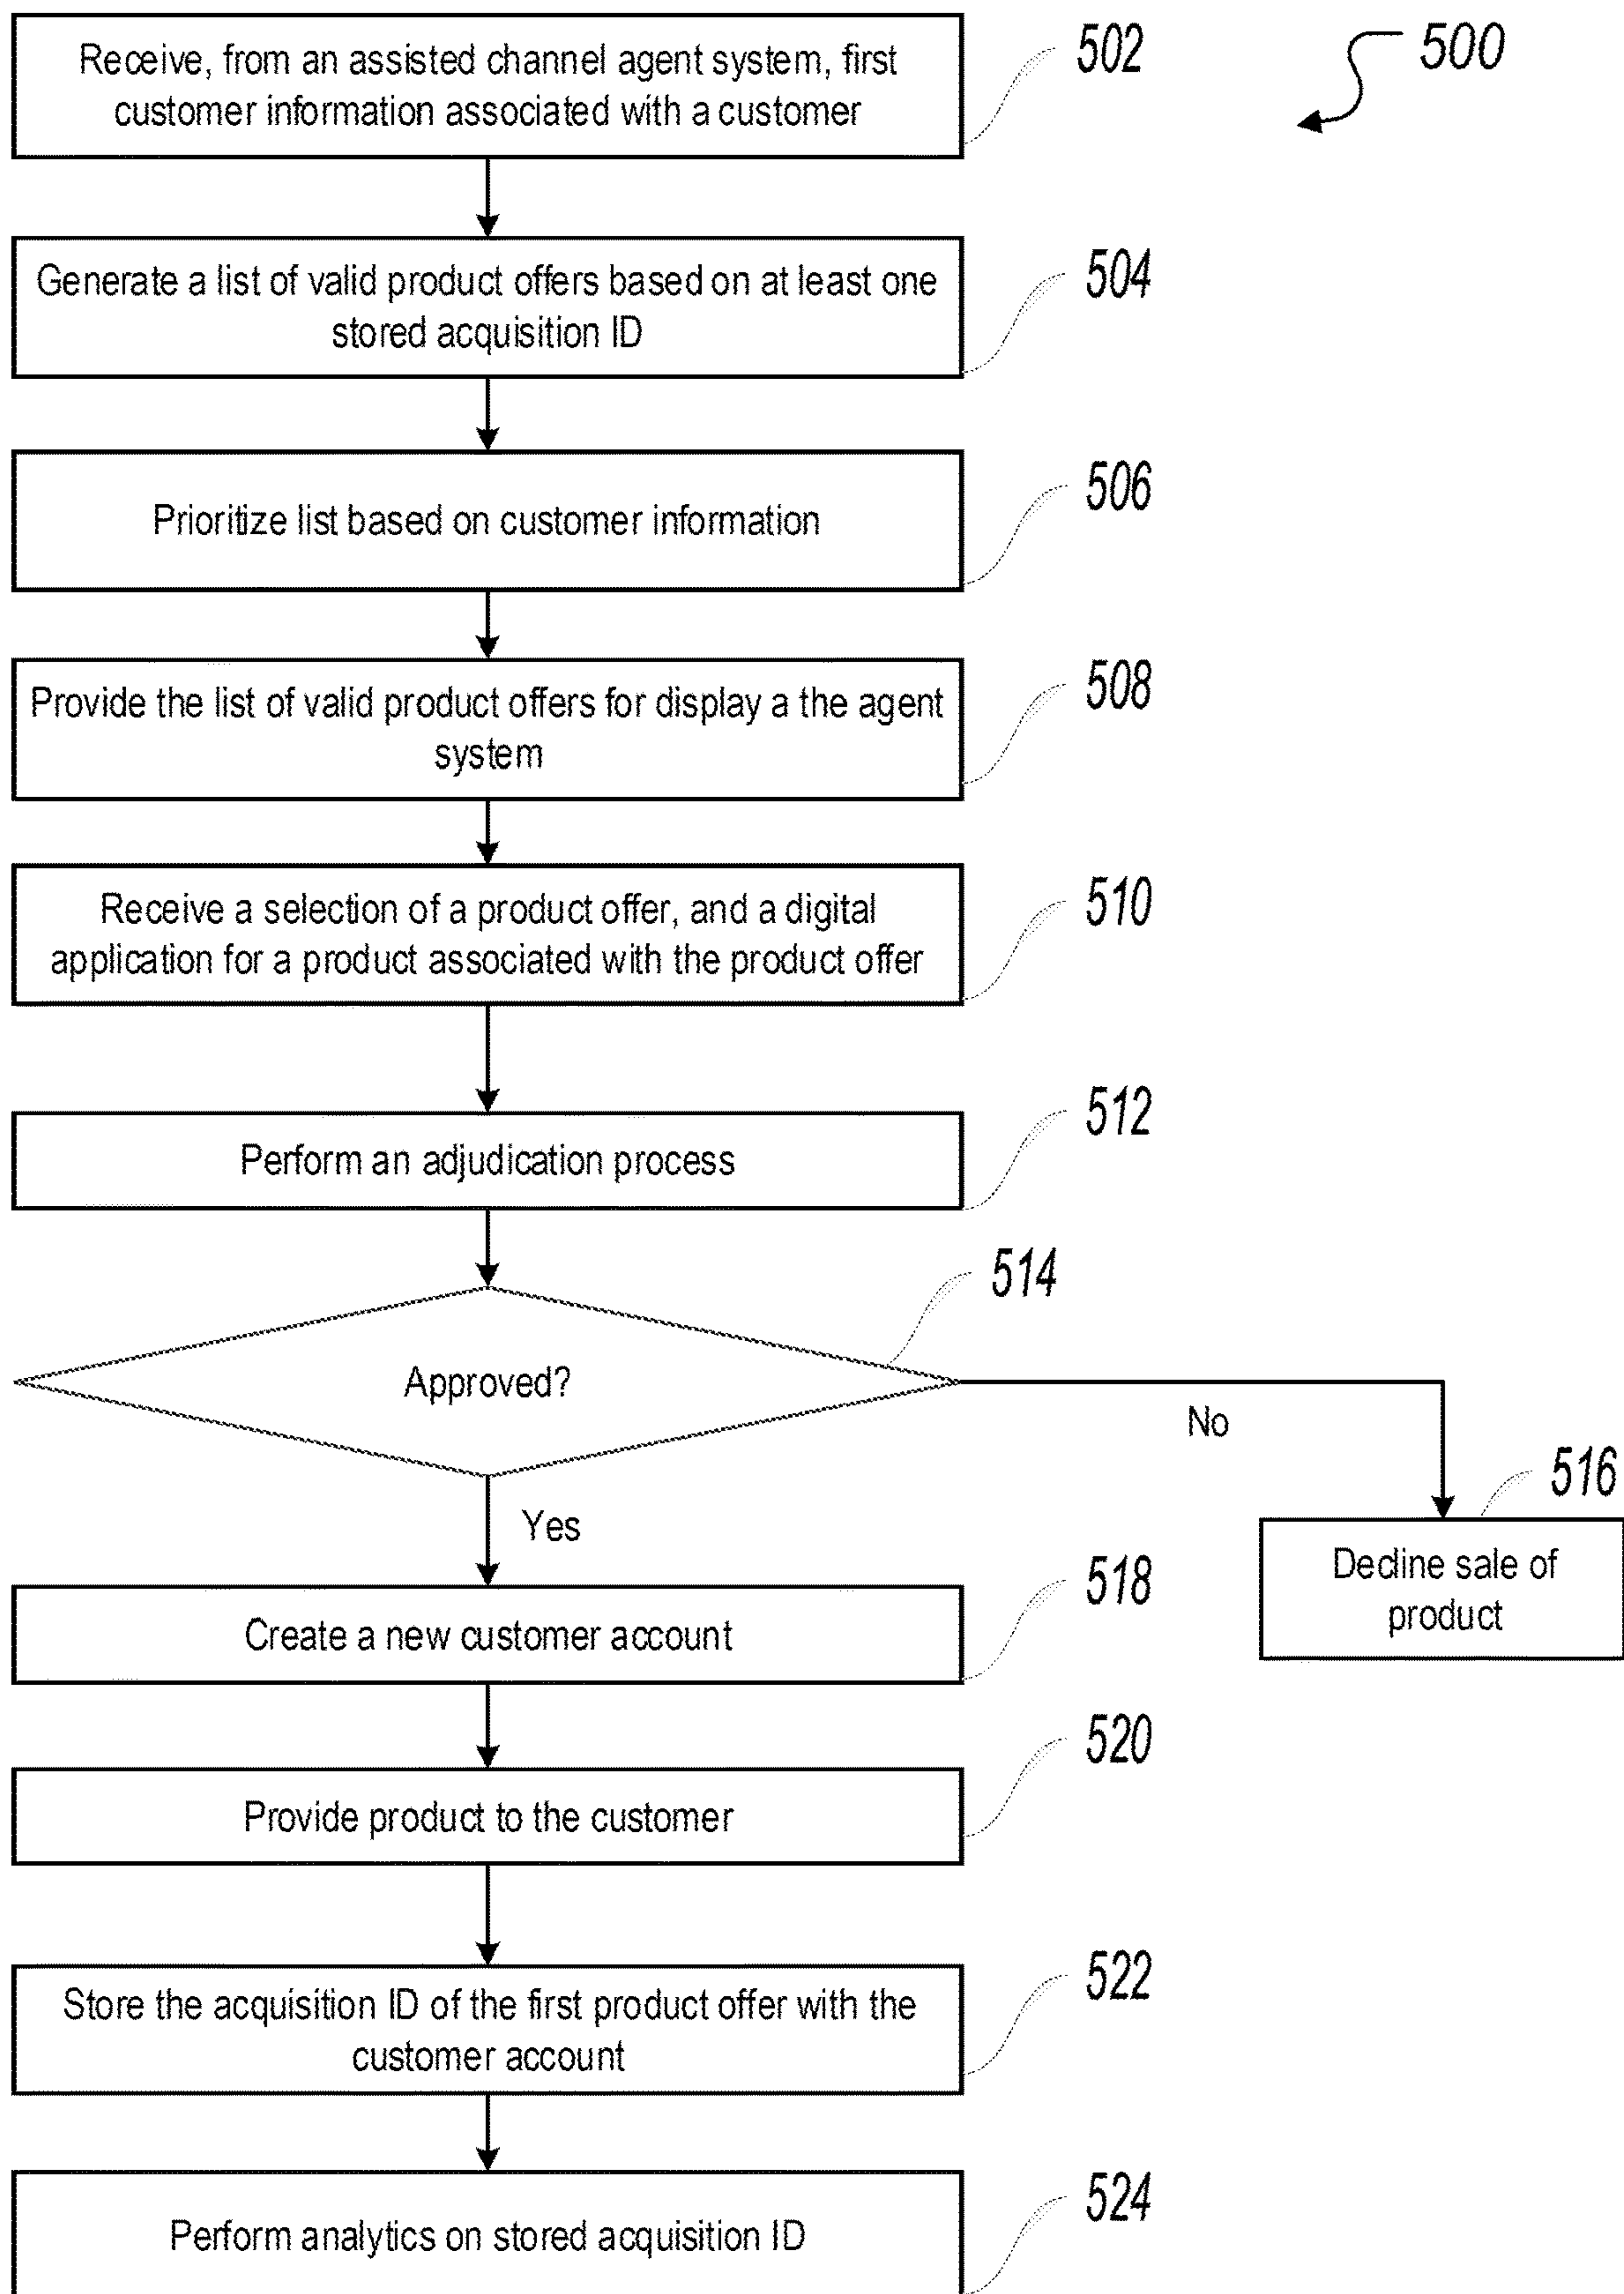 Receive, from an assisted channel agent system, first
customer information associated with a customer
502
500
Generate a list of valid product offers based on at least one
stored acquisition ID
504
Prioritize list based on customer information
506
Provide the list of valid product offers for display a the agent
system
508
Receive a selection of a product offer, and a digital
application for a product associated with the product offer
510
Perform an adjudication process
512
Approved?
514
No
Yes
516
Decline sale of
product
Create a new customer account
518
Provide product to the customer
520
Store the acquisition ID of the first product offer with the
customer account
522
Perform analytics on stored acquisition ID
524